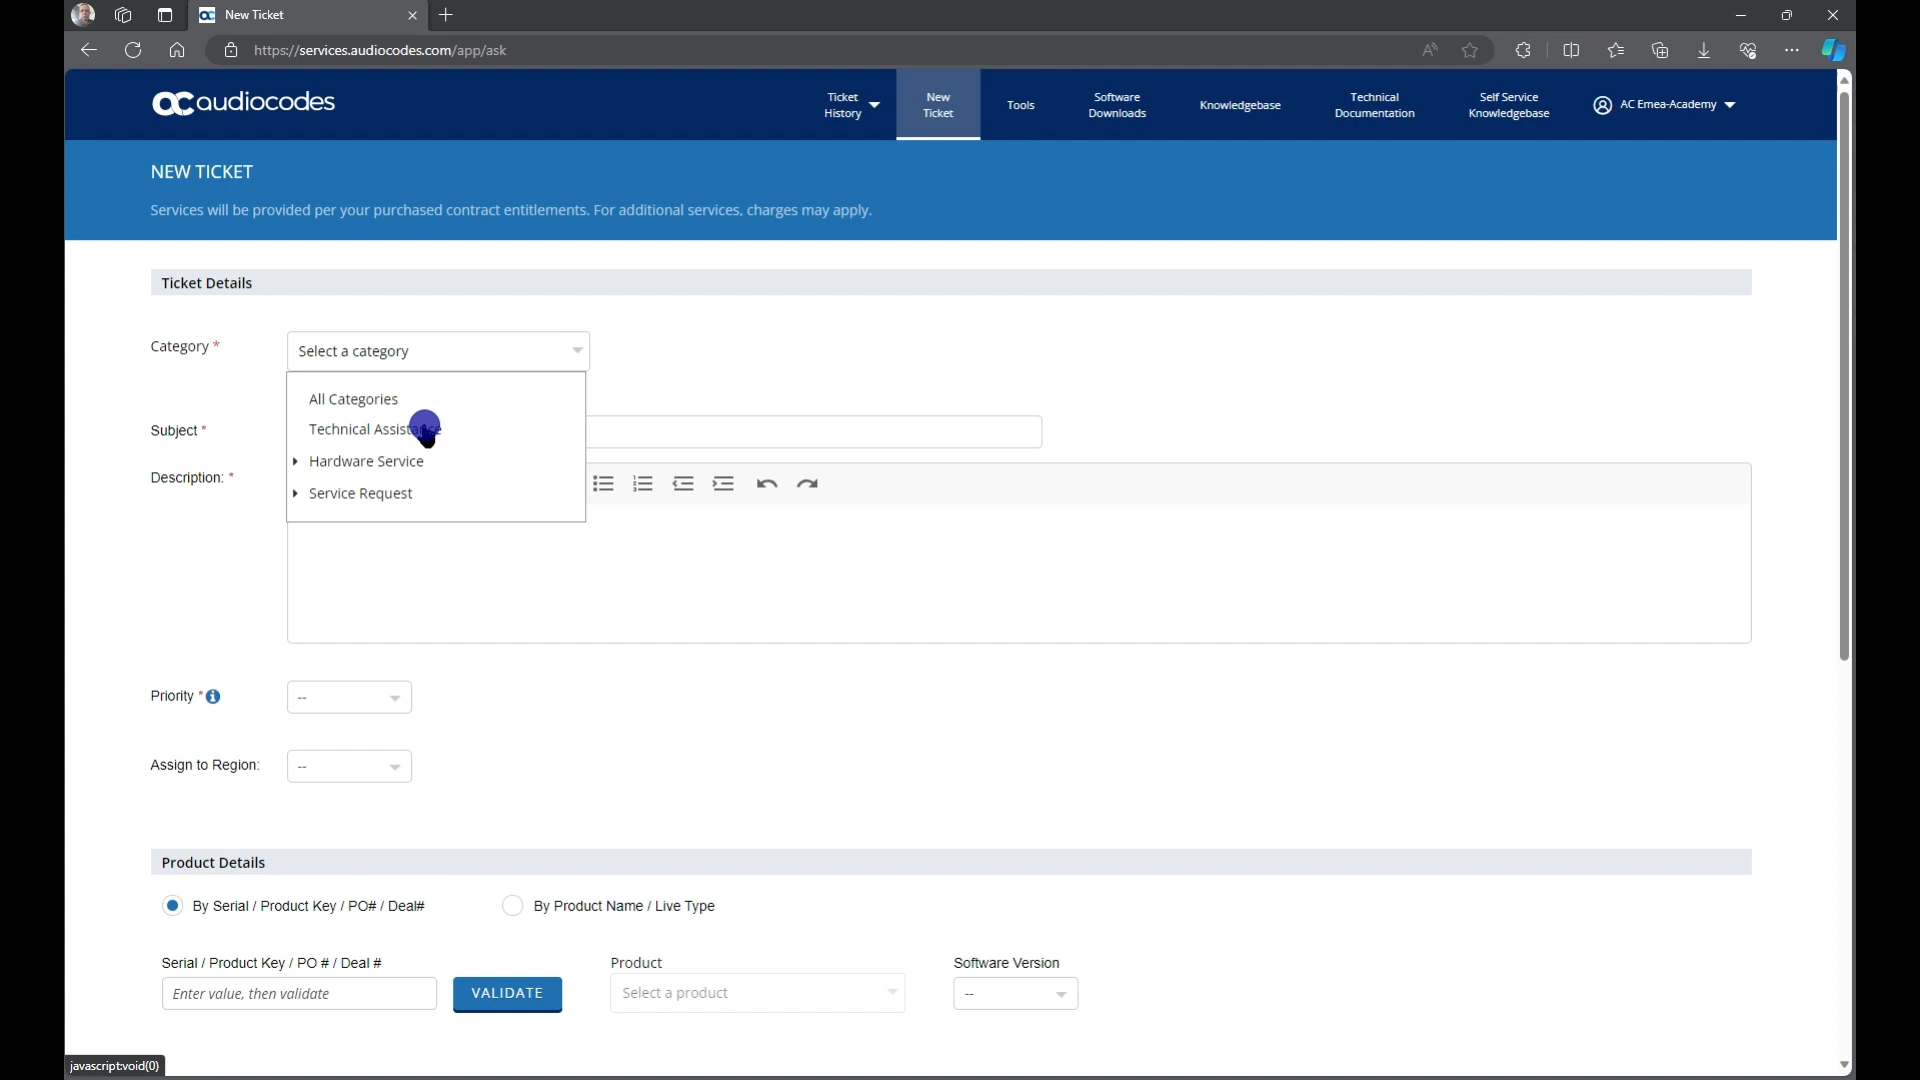 New Ticket
https://services.audiocodes.com/app/ask
audiocodes
Ticket
History
New
Ticket
Tools
Software
Downloads
Knowledgebase
Technical
Documentation
Self Service
Knowledgebase
AC Emea-Academy
NEW TICKET
Services will be provided per your purchased contract entitlements. For additional services, charges may apply.
Ticket Details
Category *
Select a category
All Categories
Technical Assistance
Hardware Service
Service Request
Subject *
Description: *
Priority *
--
Assign to Region:
--
Product Details
By Serial / Product Key / PO# / Deal#
By Product Name / Live Type
Serial / Product Key / PO # / Deal #
Product
Software Version
Enter value, then validate
VALIDATE
Select a product
--
javascript:void(0)